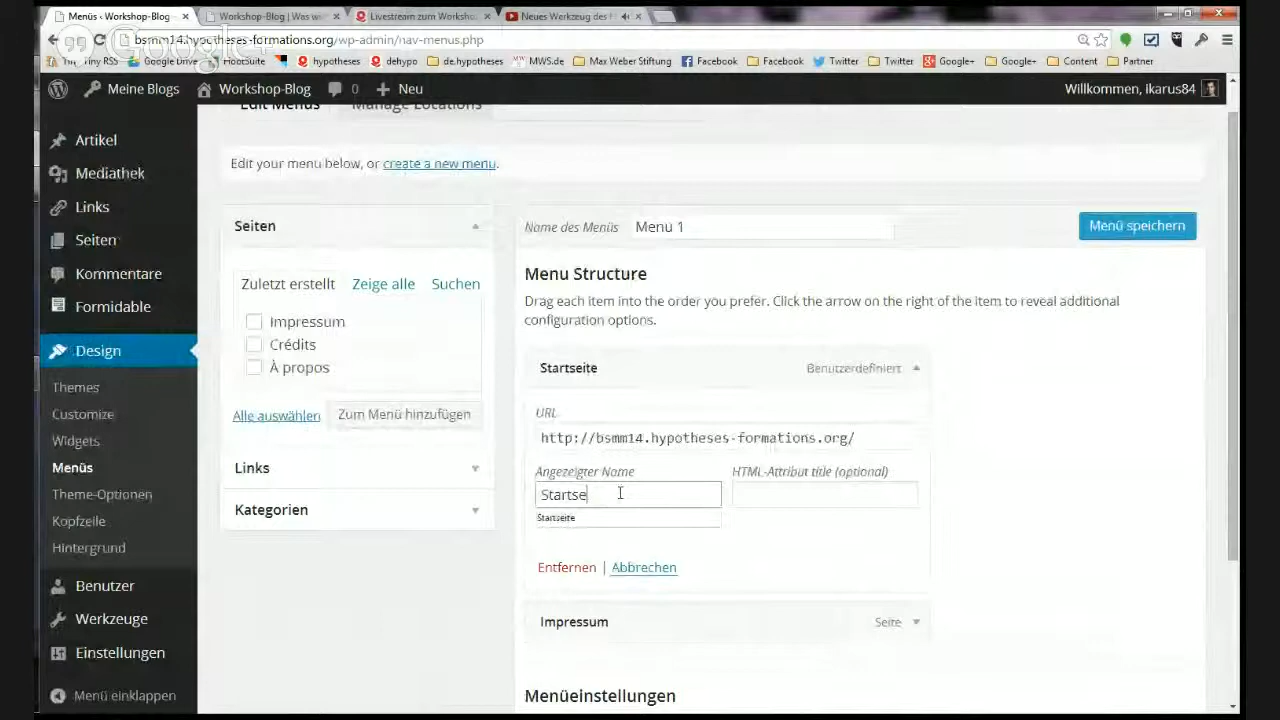 Menüs ‹ Workshop-Blog
Workshop-Blog | Was w
Livestream zum Worksho
Neues Werkzeug des
Google+
bsmm14.hypotheses-formations.org/wp-admin/nav-menus.php
Tiny RSS
Google Drive
HootSuite
hypotheses
dehypo
de.hypotheses
MWS.de
Max Weber Stiftung
Facebook
Facebook
Twitter
Twitter
Google+
Google+
Content
Partner
Meine Blogs
Workshop-Blog
0
Neu
Willkommen, ikarus84
Edit Menus
Manage Locations
Artikel
Mediathek
Links
Seiten
Kommentare
Formidable
Design
Themes
Customize
Widgets
Menüs
Theme-Optionen
Kopfzeile
Hintergrund
Benutzer
Werkzeuge
Einstellungen
Menü einklappen
Edit your menu below, or create a new menu.
Seiten
Zuletzt erstellt
Zeige alle
Suchen
Impressum
Crédits
À propos
Alle auswählen
Zum Menü hinzufügen
Links
Kategorien
Name des Menüs
Menu 1
Menü speichern
Menu Structure
Drag each item into the order you prefer. Click the arrow on the right of the item to reveal additional
configuration options.
Startseite
Benutzerdefiniert
URL
http://bsmm14.hypotheses-formations.org/
Angezeigter Name
HTML-Attribut title (optional)
Startse
Startseite
Entfernen | Abbrechen
Impressum
Seite
Menüeinstellungen